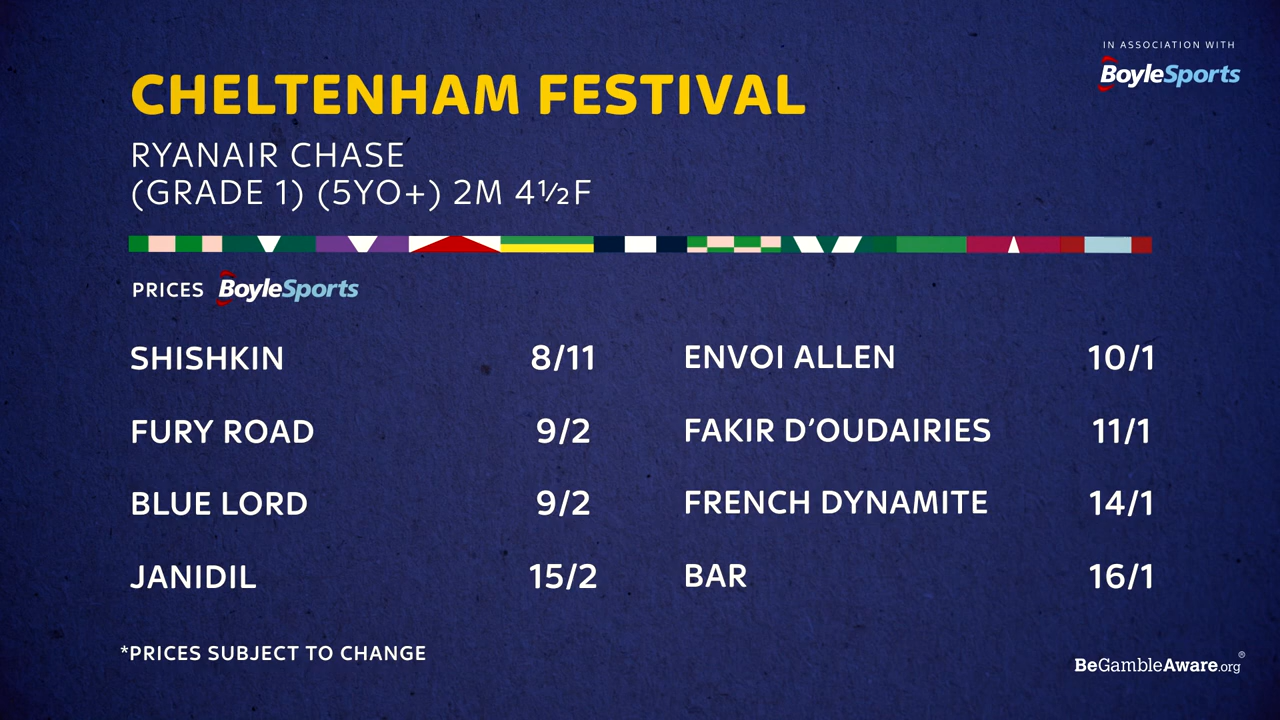 IN ASSOCIATION WITH
BoyleSports
CHELTENHAM FESTIVAL
RYANAIR CHASE
(GRADE 1) (5YO+) 2M 4½F
PRICES BoyleSports
SHISHKIN 8/11
FURY ROAD 9/2
BLUE LORD 9/2
JANIDIL 15/2
ENVOI ALLEN 10/1
FAKIR D’OUDAIRIES 11/1
FRENCH DYNAMITE 14/1
BAR 16/1
*PRICES SUBJECT TO CHANGE
BeGambleAware.org®